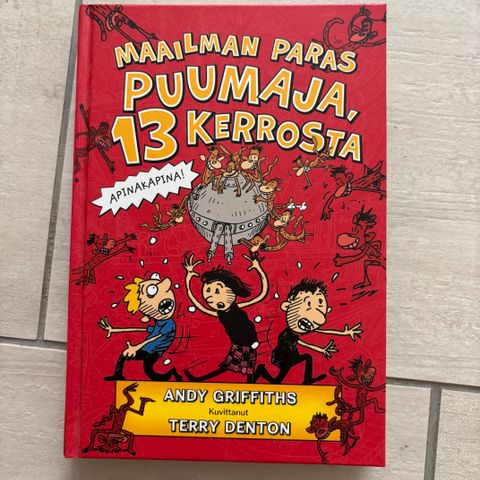 MAAILMAN PARAS
PUUMAJA,
13 KERROSTA
APINAKAPINA!
ANDY GRIFFITHS
Kuvittanut
TERRY DENTON